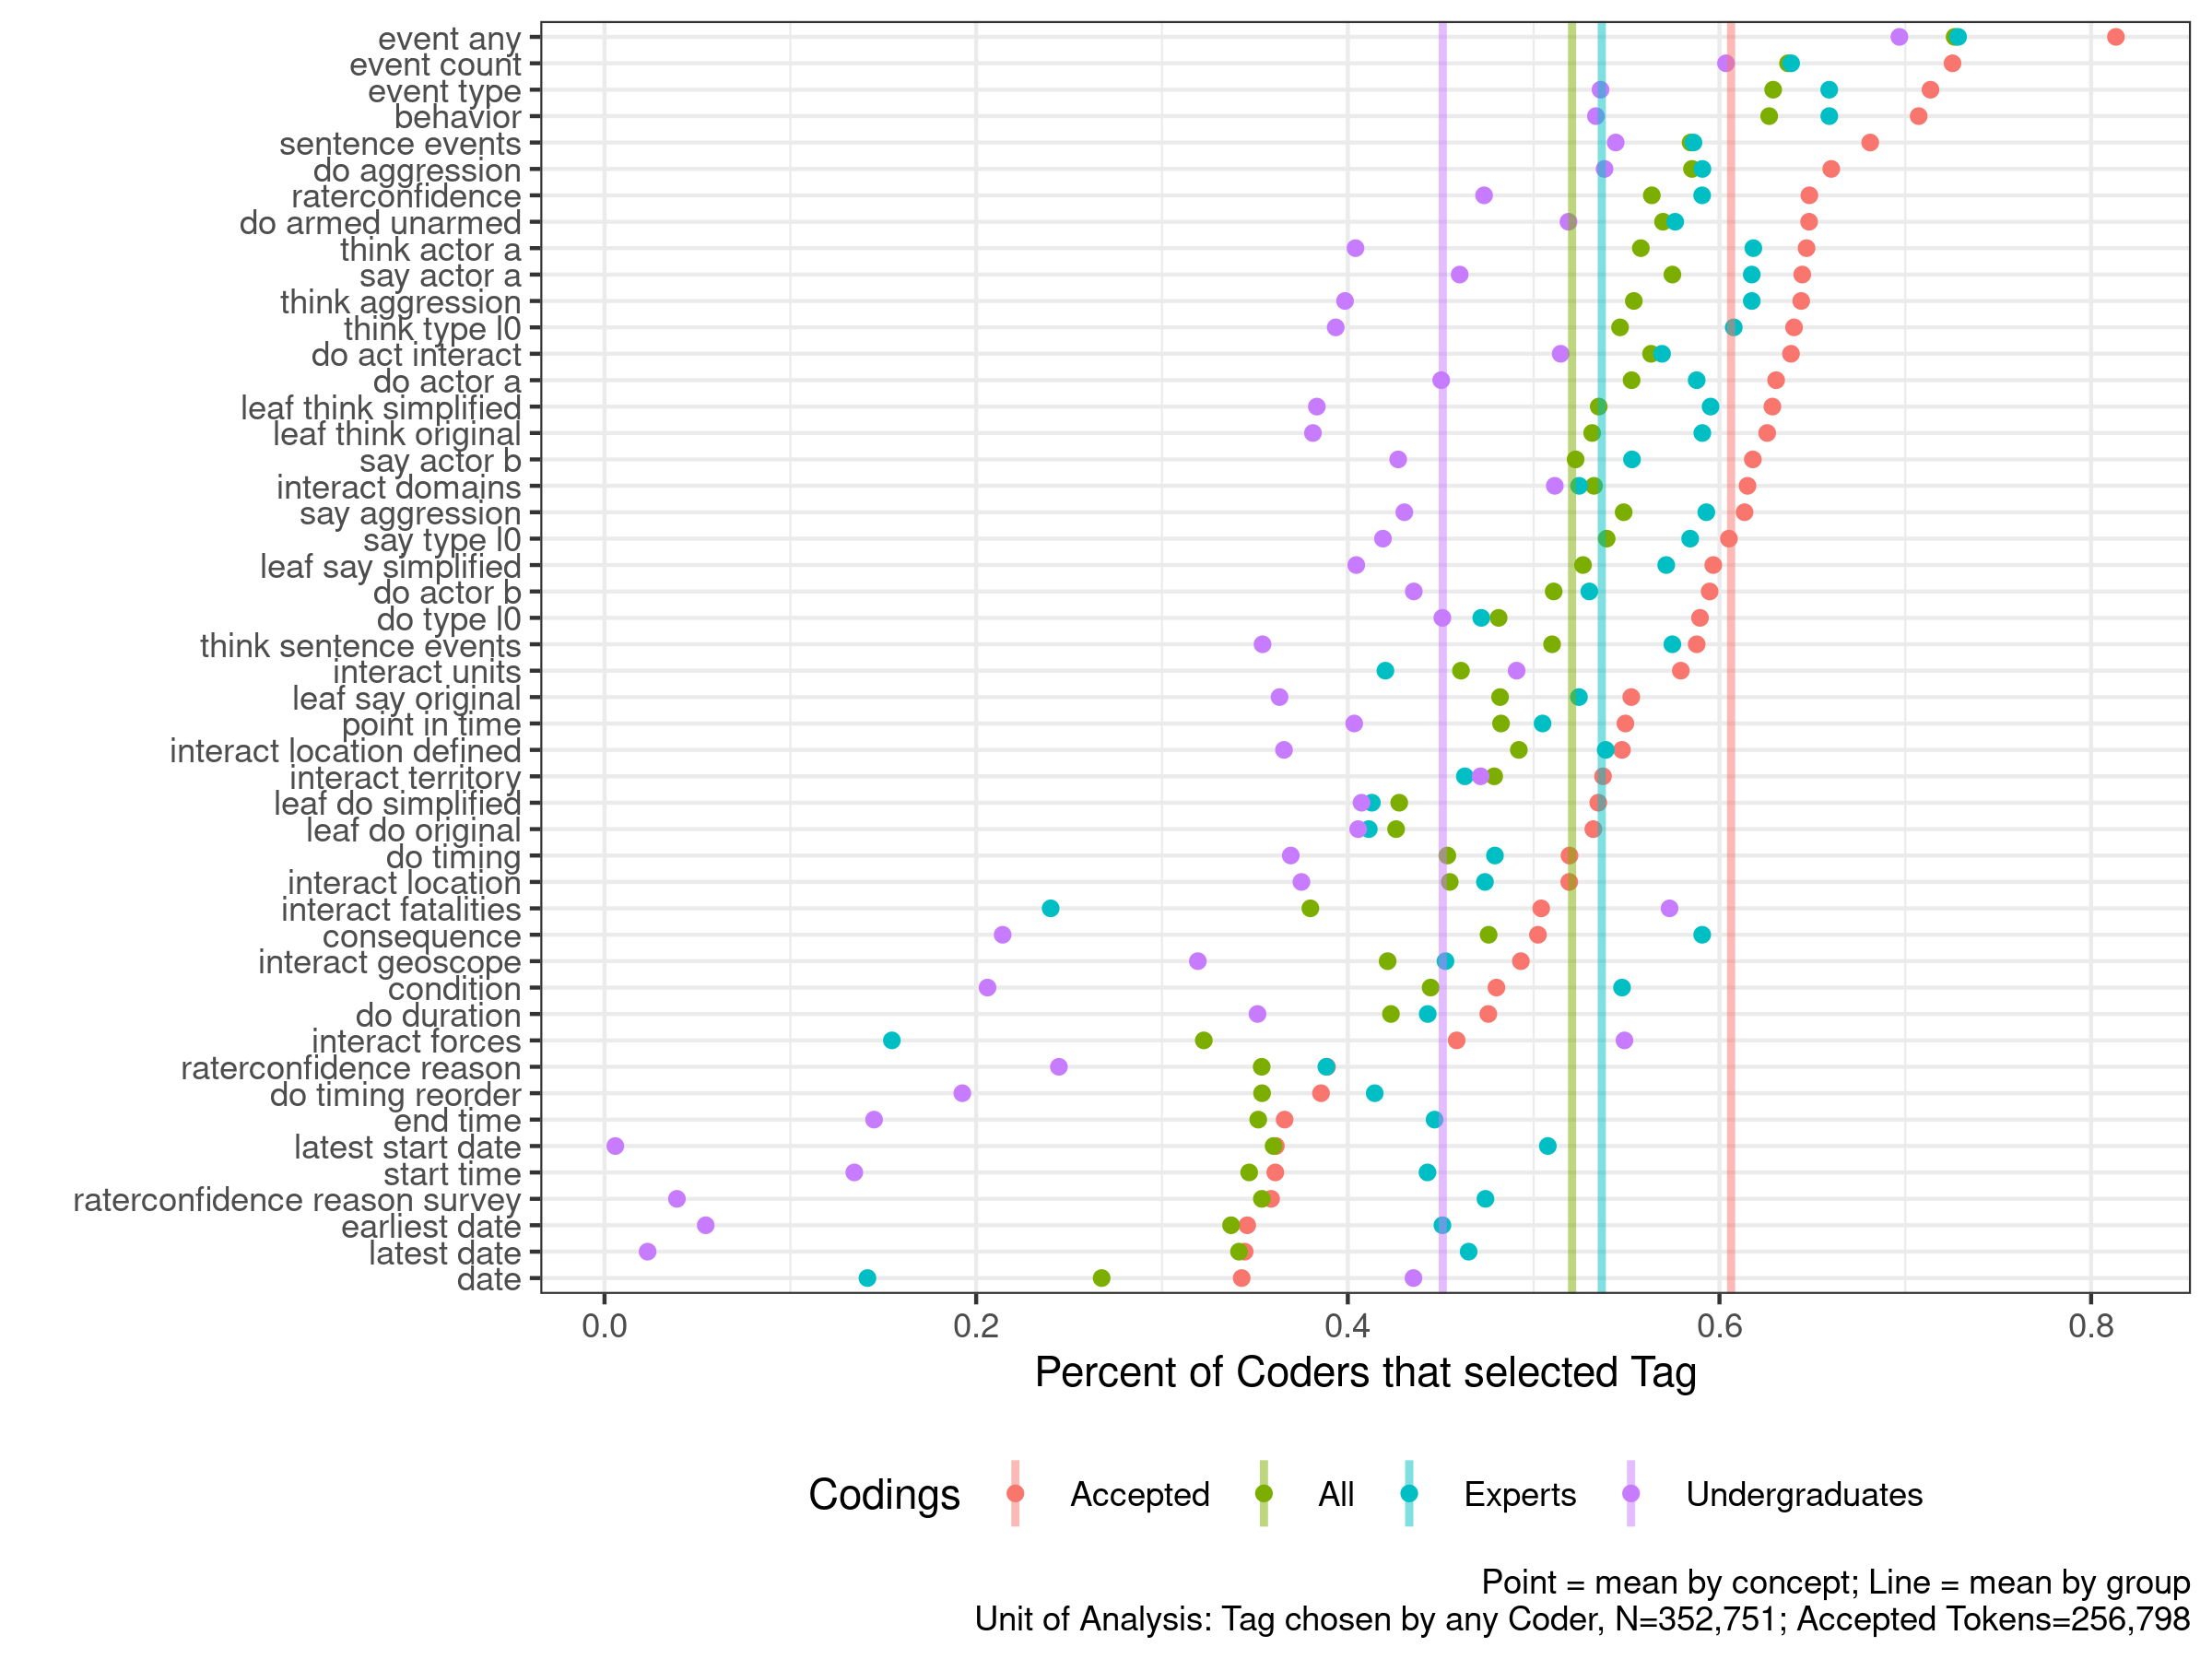 event any
event count
event type
behavior
sentence events
do aggression
raterconfidence
do armed unarmed
think actor a
say actor a
think aggression
think type l0
do act interact
do actor a
leaf think simplified
leaf think original
say actor b
interact domains
say aggression
say type l0
leaf say simplified
do actor b
do type l0
think sentence events
interact units
leaf say original
point in time
interact location defined
interact territory
leaf do simplified
leaf do original
do timing
interact location
interact fatalities
consequence
interact geoscope
condition
do duration
interact forces
raterconfidence reason
do timing reorder
end time
latest start date
start time
raterconfidence reason survey
earliest date
latest date
date
0.0 0.2 0.4 0.6 0.8
Percent of Coders that selected Tag
Codings Accepted All Experts Undergraduates
Point = mean by concept; Line = mean by group
Unit of Analysis: Tag chosen by any Coder, N=352,751; Accepted Tokens=256,798